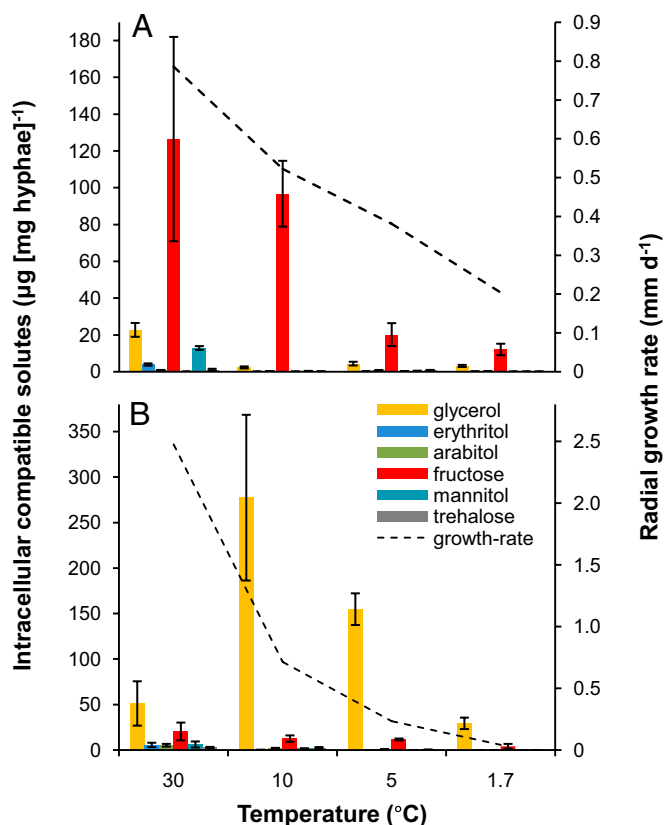 A
Intracellular compatible solutes (µg [mg hyphae]-1)
180
160
140
120
100
80
60
40
20
0
0.9
0.8
0.7
0.6
0.5
0.4
0.3
0.2
0.1
0
Radial growth rate (mm d-1)
B
350
300
250
200
150
100
50
0
glycerol
erythritol
arabitol
fructose
mannitol
trehalose
growth-rate
2.5
2.0
1.5
1.0
0.5
0
30 10 5 1.7
Temperature (°C)